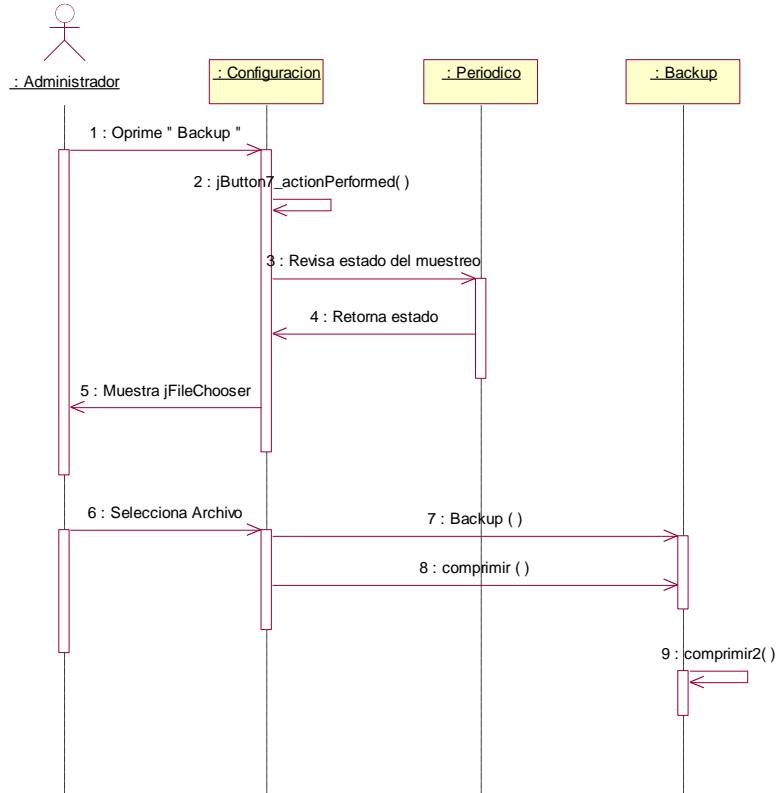 : Administrador
: Configuracion
: Periodico
: Backup
1 : Oprime " Backup "
2 : jButton7_actionPerformed( )
3 : Revisa estado del muestreo
4 : Retorna estado
5 : Muestra jFileChooser
6 : Selecciona Archivo
7 : Backup ( )
8 : comprimir ( )
9 : comprimir2( )